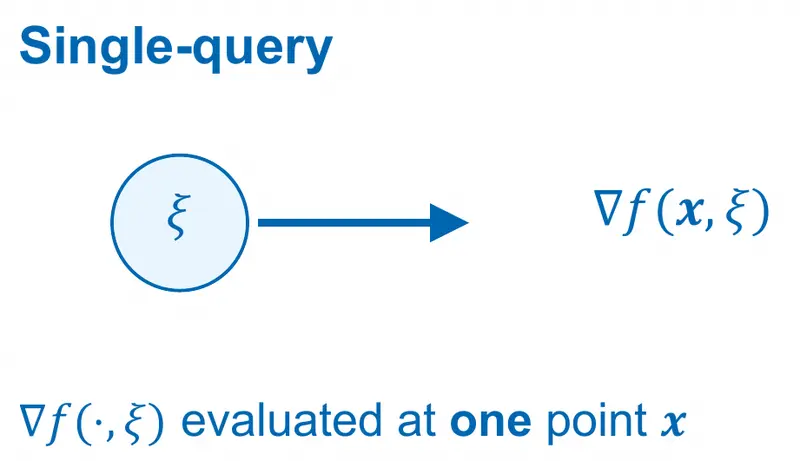 Single-query
ξ
∇f(x, ξ)
∇f(·, ξ) evaluated at one point x